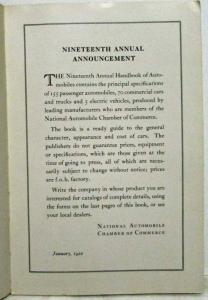 NINETEENTH ANNUAL
ANNOUNCEMENT
THE Nineteenth Annual Handbook of Auto-
mobiles contains the principal specifications
of 155 passenger automobiles, 70 commercial cars
and trucks and 3 electric vehicles, produced by
leading manufacturers who are members of the
National Automobile Chamber of Commerce.
The book is a ready guide to the general
character, appearance and cost of cars. The
publishers do not guarantee prices, equipment
or specifications, which are those given at the
time of going to press, all of which are neces-
sarily subject to change without notice; prices
are f.o.b. factory.
Write the company in whose product you are
interested for catalogs of complete details, using
the forms on the last pages of this book, or see
your local dealers.
NATIONAL AUTOMOBILE
CHAMBER OF COMMERCE
January,